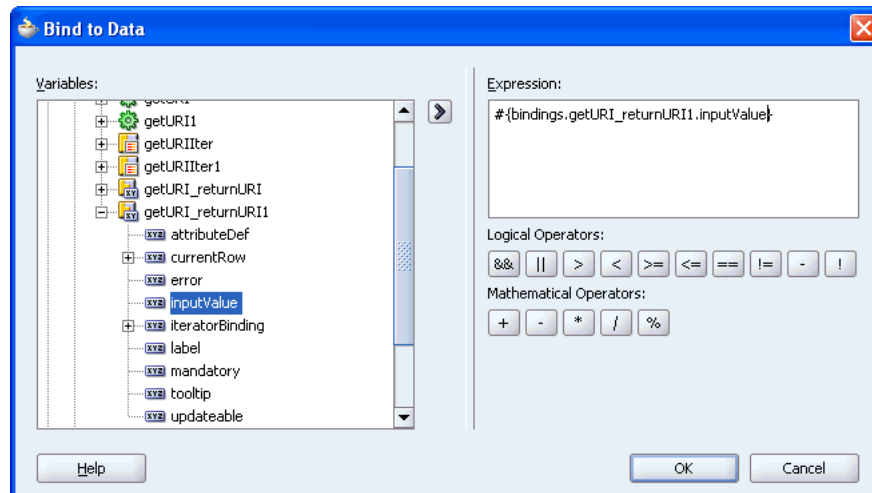 Bind to Data
Variables:
getURI
getURI1
getURIIter
getURIIter1
getURI_returnURI
getURI_returnURI1
attributeDef
currentRow
error
inputValue
iteratorBinding
label
mandatory
tooltip
updateable
Expression:
#{bindings.getURI_returnURI1.inputValue}
Logical Operators:
&& || > < >= <= == != - !
Mathematical Operators:
+ - * / %
Help
OK
Cancel